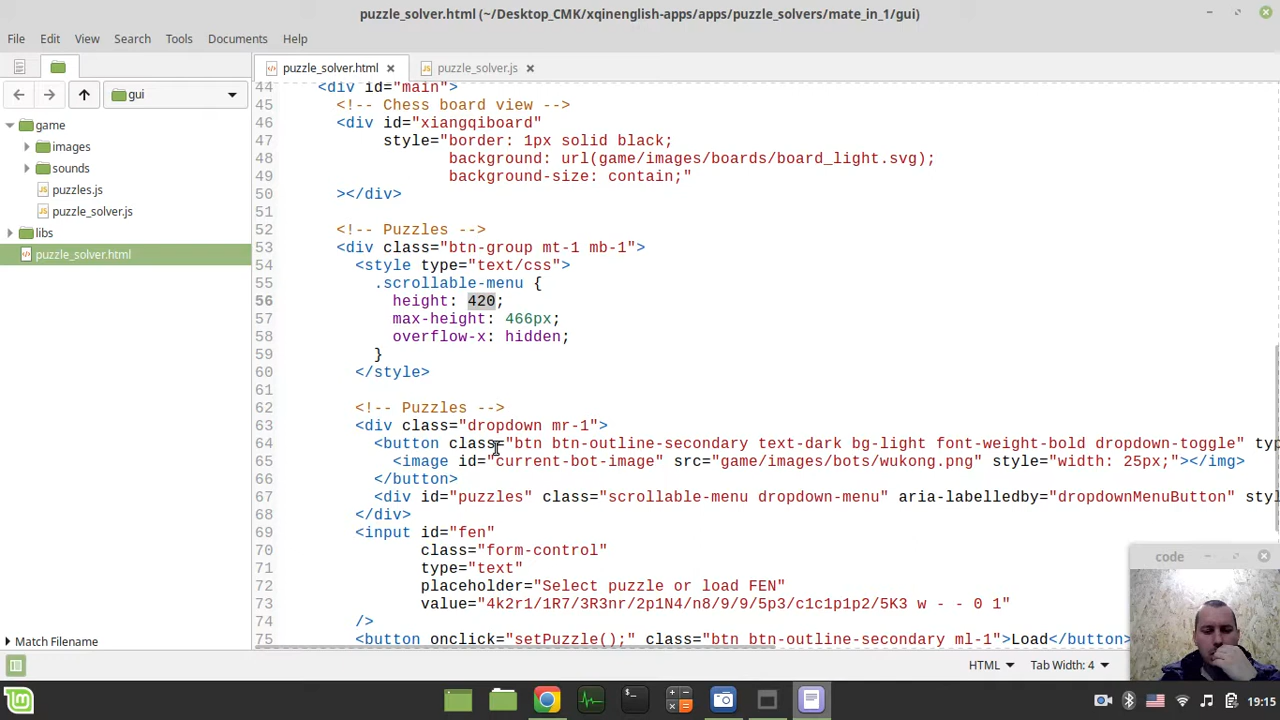 puzzle_solver.html (~/Desktop_CMK/xqinenglish-apps/apps/puzzle_solvers/mate_in_1/gui)
File Edit View Search Tools Documents Help
puzzle_solver.html puzzle_solver.js
gui
game
images
sounds
puzzles.js
puzzle_solver.js
libs
puzzle_solver.html
Match Filename
44 <div id="main">
45 <!-- Chess board view -->
46 <div id="xiangqiboard"
47 style="border: 1px solid black;
48 background: url(game/images/boards/board_light.svg);
49 background-size: contain;"
50 ></div>
51
52 <!-- Puzzles -->
53 <div class="btn-group mt-1 mb-1">
54 <style type="text/css">
55 .scrollable-menu {
56 height: 420;
57 max-height: 466px;
58 overflow-x: hidden;
59 }
60 </style>
61
62 <!-- Puzzles -->
63 <div class="dropdown mr-1">
64 <button class="btn btn-outline-secondary text-dark bg-light font-weight-bold dropdown-toggle" typ
65 <image id="current-bot-image" src="game/images/bots/wukong.png" style="width: 25px;"></img>
66 </button>
67 <div id="puzzles" class="scrollable-menu dropdown-menu" aria-labelledby="dropdownMenuButton" styl
68 </div>
69 <input id="fen"
70 class="form-control"
71 type="text"
72 placeholder="Select puzzle or load FEN"
73 value="4k2r1/1R7/3R3nr/2p1N4/n8/9/9/5p3/c1c1p1p2/5K3 w - - 0 1"
74 />
75 <button onclick="setPuzzle();" class="btn btn-outline-secondary ml-1">Load</button>
code
HTML Tab Width: 4
19:15